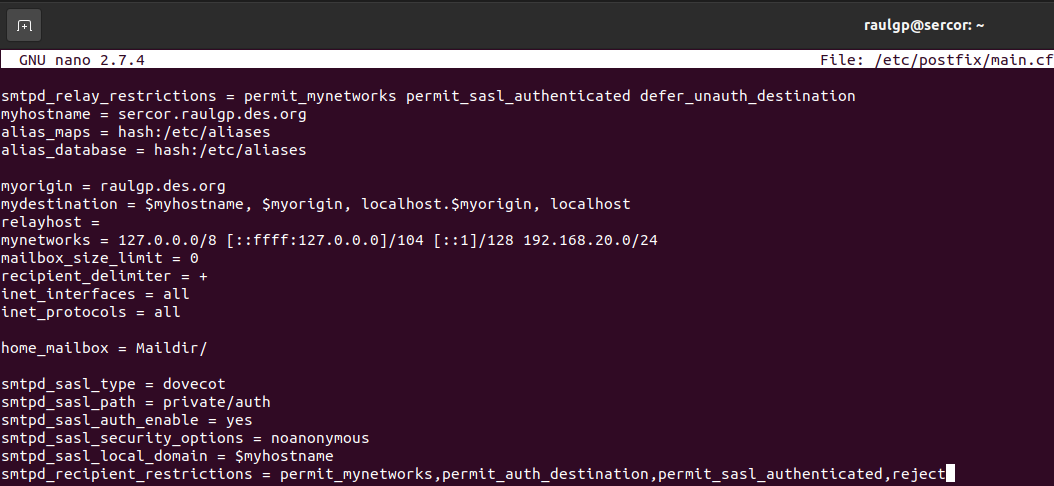 raulgp@sercor: ~
GNU nano 2.7.4 File: /etc/postfix/main.cf
smtpd_relay_restrictions = permit_mynetworks permit_sasl_authenticated defer_unauth_destination
myhostname = sercor.raulgp.des.org
alias_maps = hash:/etc/aliases
alias_database = hash:/etc/aliases
myorigin = raulgp.des.org
mydestination = $myhostname, $myorigin, localhost.$myorigin, localhost
relayhost =
mynetworks = 127.0.0.0/8 [::ffff:127.0.0.0]/104 [::1]/128 192.168.20.0/24
mailbox_size_limit = 0
recipient_delimiter = +
inet_interfaces = all
inet_protocols = all
home_mailbox = Maildir/
smtpd_sasl_type = dovecot
smtpd_sasl_path = private/auth
smtpd_sasl_auth_enable = yes
smtpd_sasl_security_options = noanonymous
smtpd_sasl_local_domain = $myhostname
smtpd_recipient_restrictions = permit_mynetworks,permit_auth_destination,permit_sasl_authenticated,reject